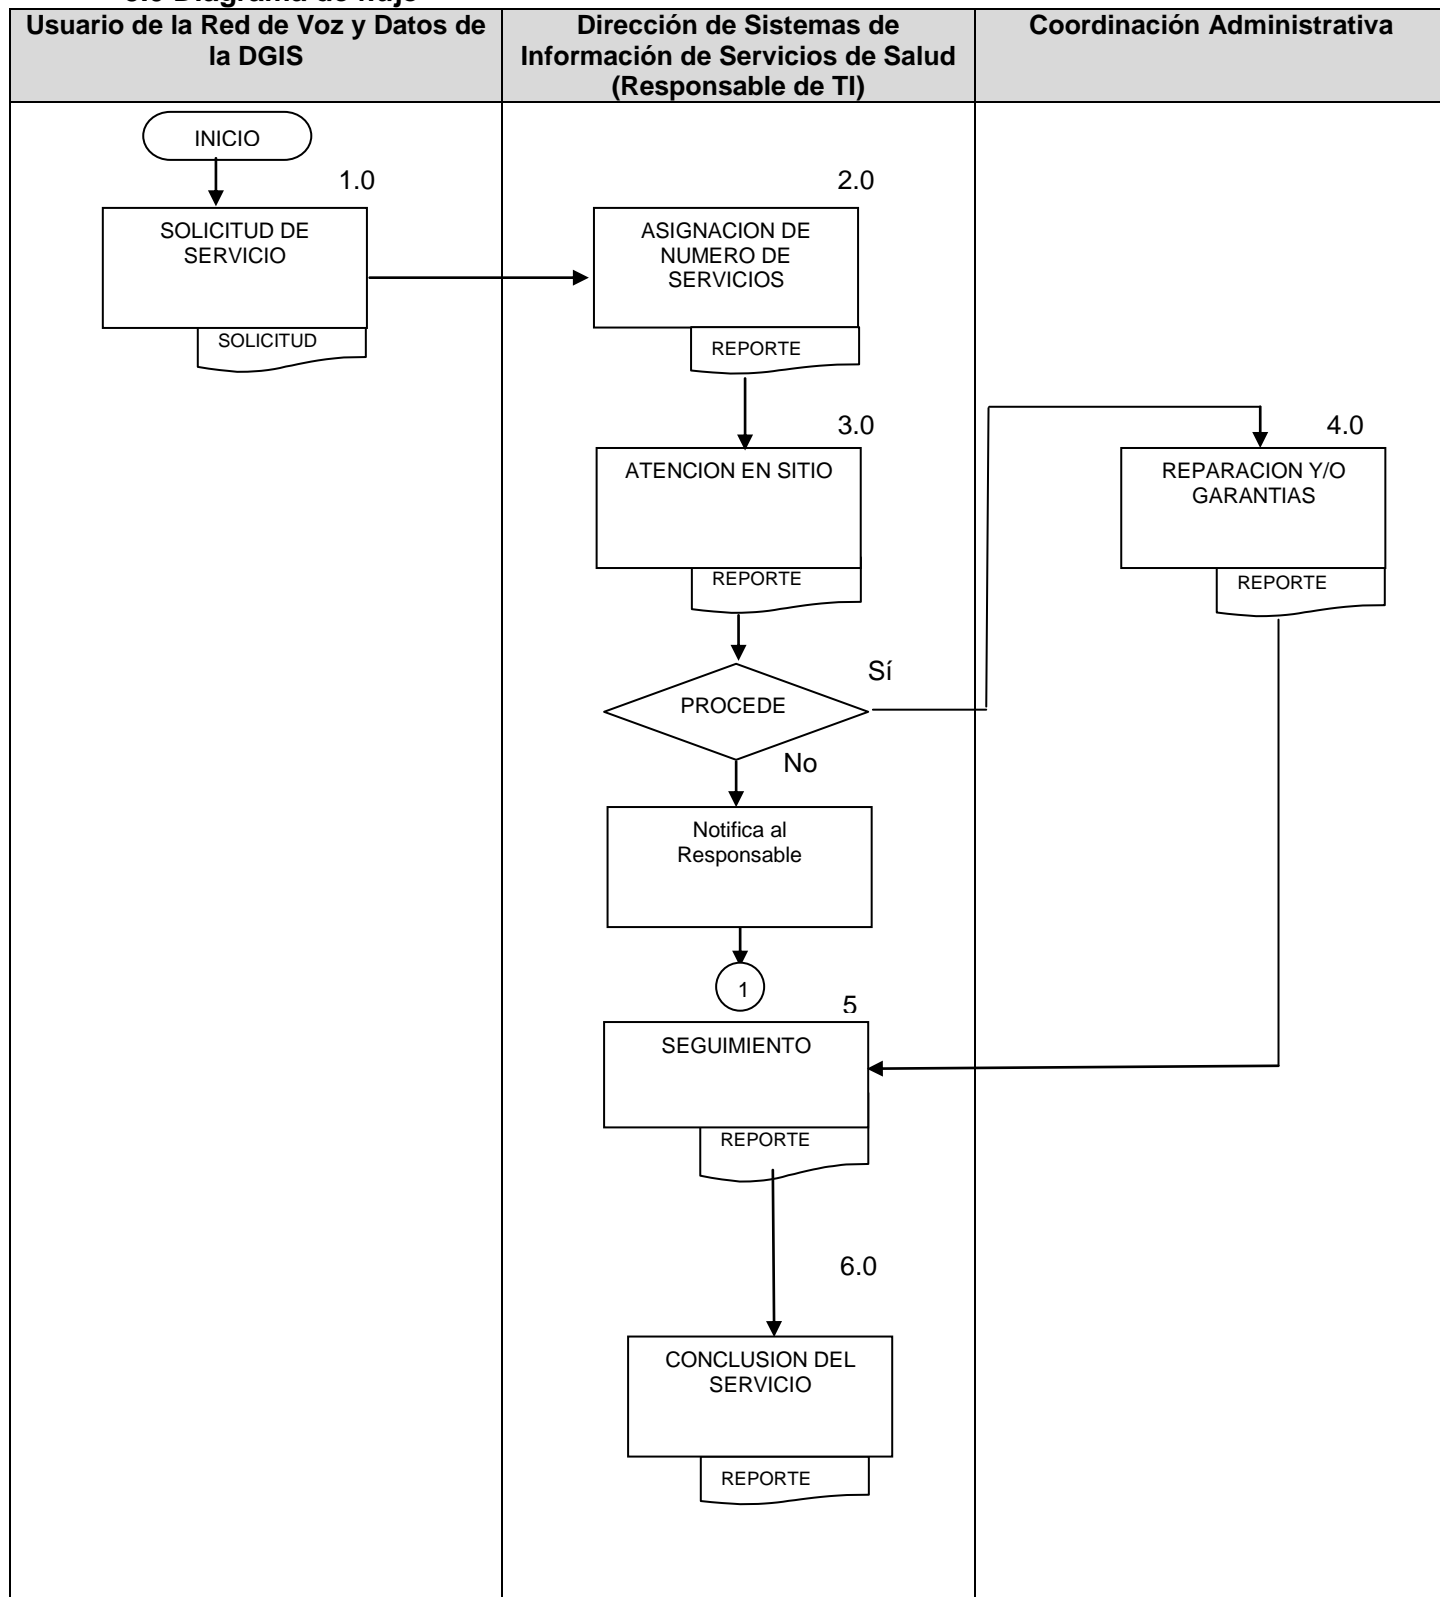 Usuario de la Red de Voz y Datos de
la DGIS
Dirección de Sistemas de
Información de Servicios de Salud
(Responsable de TI)
Coordinación Administrativa
INICIO
1.0
SOLICITUD DE
SERVICIO
SOLICITUD
2.0
ASIGNACION DE
NUMERO DE
SERVICIOS
REPORTE
3.0
ATENCION EN SITIO
REPORTE
4.0
REPARACION Y/O
GARANTIAS
REPORTE
PROCEDE
Sí
No
Notifica al
Responsable
1
5
SEGUIMIENTO
REPORTE
6.0
CONCLUSION DEL
SERVICIO
REPORTE